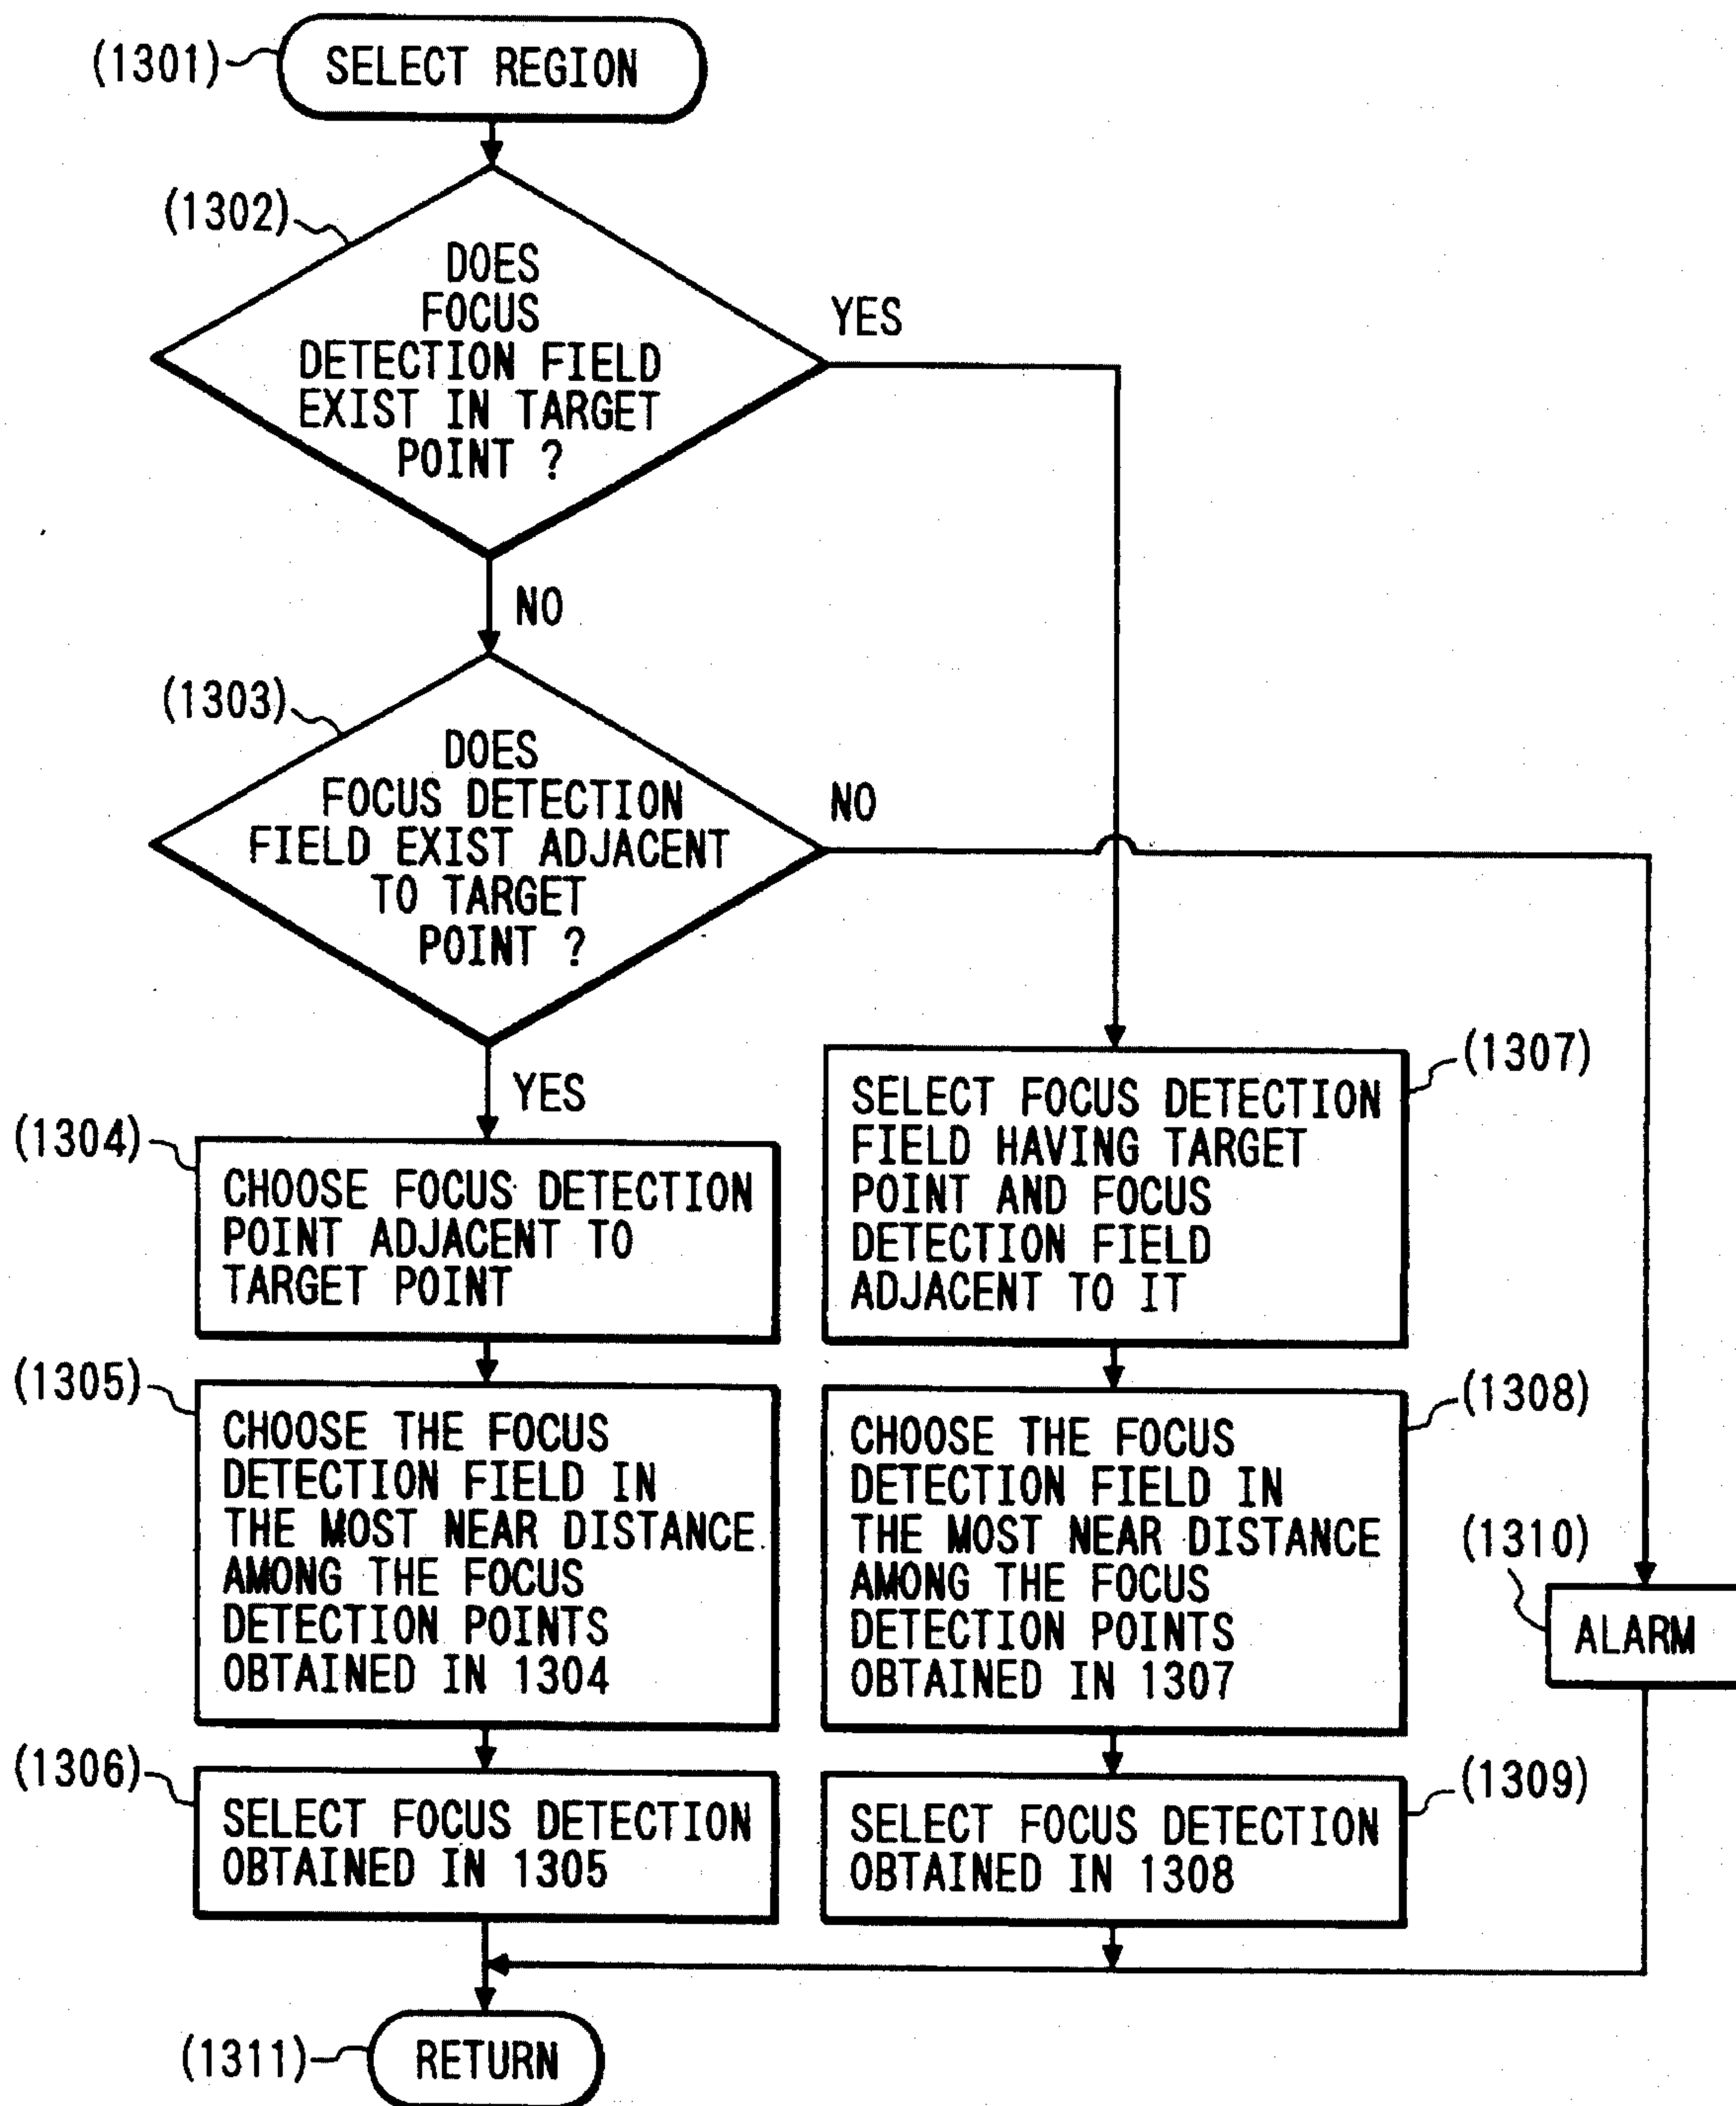 (1301)
SELECT REGION
(1302)
DOES
FOCUS
DETECTION FIELD
EXIST IN TARGET
POINT ?
YES
NO
(1303)
DOES
FOCUS DETECTION
FIELD EXIST ADJACENT
TO TARGET
POINT ?
NO
YES
(1304)
CHOOSE FOCUS DETECTION
POINT ADJACENT TO
TARGET POINT
(1305)
CHOOSE THE FOCUS
DETECTION FIELD IN
THE MOST NEAR DISTANCE
AMONG THE FOCUS
DETECTION POINTS
OBTAINED IN 1304
(1306)
SELECT FOCUS DETECTION
OBTAINED IN 1305
(1307)
SELECT FOCUS DETECTION
FIELD HAVING TARGET
POINT AND FOCUS
DETECTION FIELD
ADJACENT TO IT
(1308)
CHOOSE THE FOCUS
DETECTION FIELD IN
THE MOST NEAR DISTANCE
AMONG THE FOCUS
DETECTION POINTS
OBTAINED IN 1307
(1309)
SELECT FOCUS DETECTION
OBTAINED IN 1308
(1310)
ALARM
(1311)
RETURN